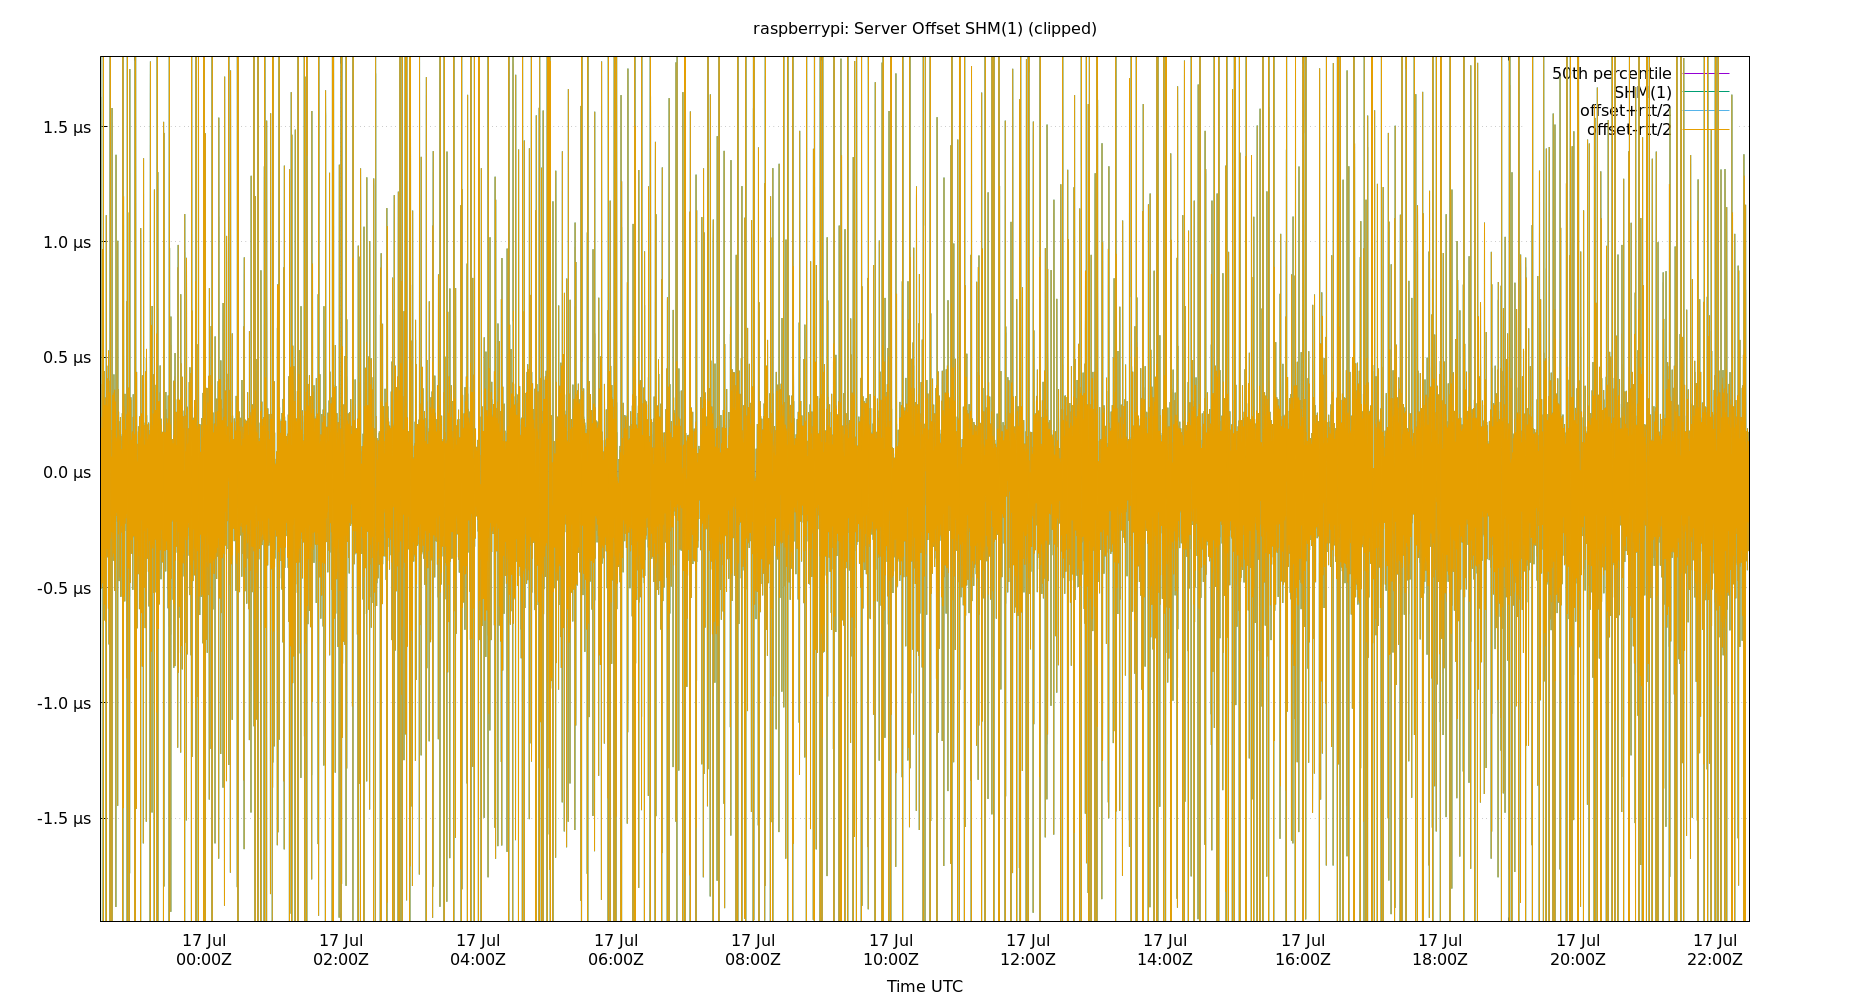 raspberrypi: Server Offset SHM(1) (clipped)
50th percentile
SHM(1)
offset+rtt/2
offset-rtt/2
1.5 µs
1.0 µs
0.5 µs
0.0 µs
-0.5 µs
-1.0 µs
-1.5 µs
17 Jul 17 Jul 17 Jul 17 Jul 17 Jul 17 Jul 17 Jul 17 Jul 17 Jul 17 Jul 17 Jul 17 Jul
00:00Z 02:00Z 04:00Z 06:00Z 08:00Z 10:00Z 12:00Z 14:00Z 16:00Z 18:00Z 20:00Z 22:00Z
Time UTC